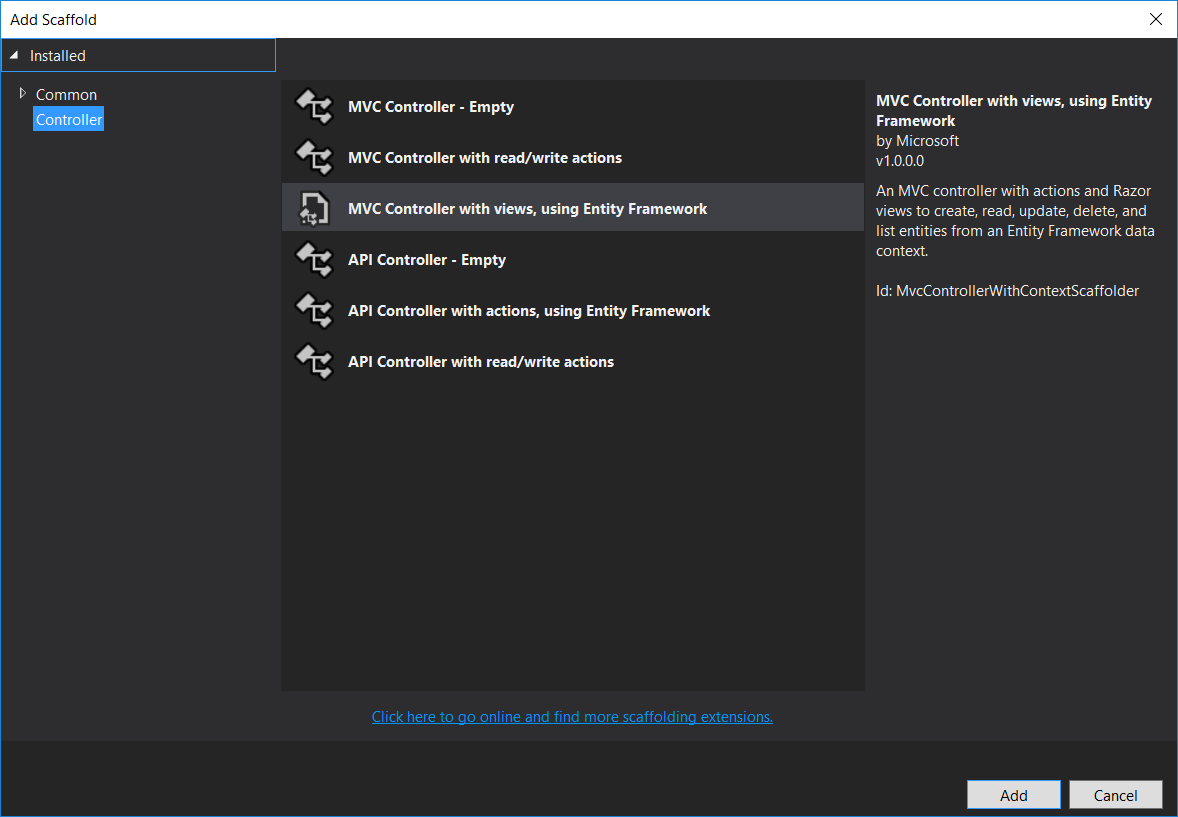 Add Scaffold
Installed
Common
Controller
MVC Controller - Empty
MVC Controller with read/write actions
MVC Controller with views, using Entity Framework
API Controller - Empty
API Controller with actions, using Entity Framework
API Controller with read/write actions
Click here to go online and find more scaffolding extensions.
MVC Controller with views, using Entity
Framework
by Microsoft
v1.0.0.0
An MVC controller with actions and Razor
views to create, read, update, delete, and
list entities from an Entity Framework data
context.
Id: MvcControllerWithContextScaffolder
Add
Cancel